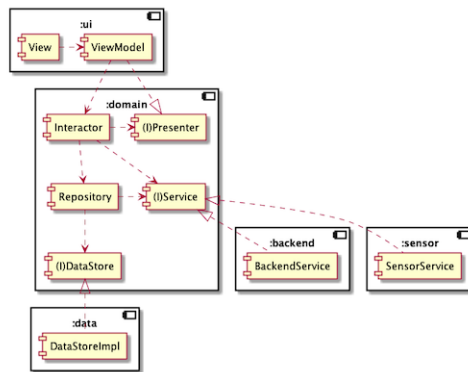 :ui
View
ViewModel
:domain
Interactor
(I)Presenter
Repository
(I)Service
(I)DataStore
:backend
BackendService
:sensor
SensorService
:data
DataStoreImpl